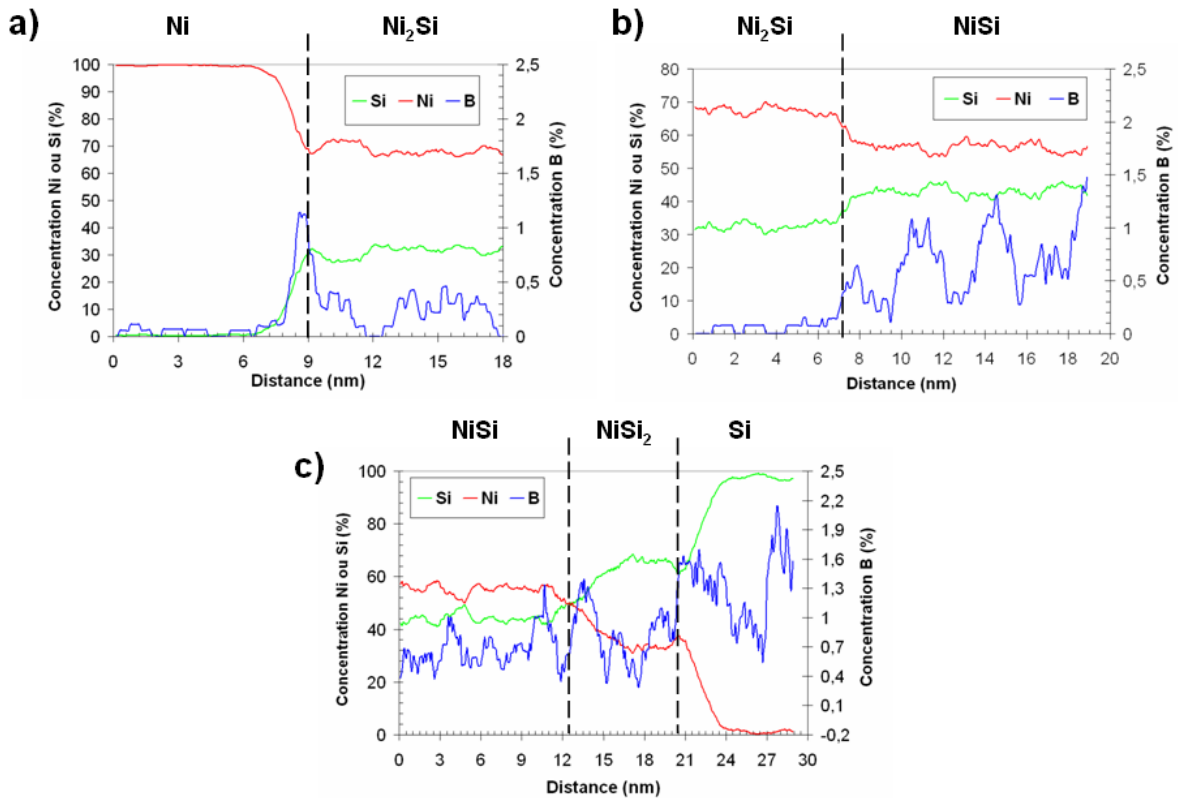 a)
Ni
Ni₂Si
Concentration Ni ou Si (%)
100
90
80
70
60
50
40
30
20
10
0
Si
Ni
B
2,5
2
1,5
1
0,5
0
Concentration B (%)
0
3
6
9
12
15
18
Distance (nm)
b)
Ni₂Si
NiSi
Concentration Ni ou Si (%)
80
70
60
50
40
30
20
10
0
Si
Ni
B
2,5
2
1,5
1
0,5
0
Concentration B (%)
0
2
4
6
8
10
12
14
16
18
20
Distance (nm)
c)
NiSi
NiSi₂
Si
Concentration Ni ou Si (%)
100
80
60
40
20
0
Si
Ni
B
2,5
2,2
1,9
1,6
1,3
1
0,7
0,4
0,1
-0,2
Concentration B (%)
0
3
6
9
12
15
18
21
24
27
30
Distance (nm)